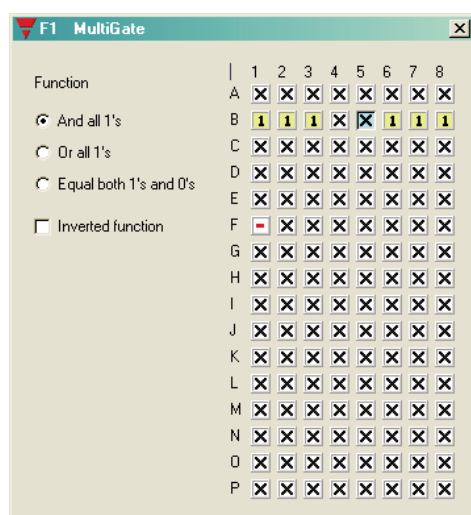 F1 MultiGate
Function
And all 1's
Or all 1's
Equal both 1's and 0's
Inverted function
1 2 3 4 5 6 7 8
A
B 1 1 1 1 1 1
C
D
E
F
G
H
I
J
K
L
M
N
O
P